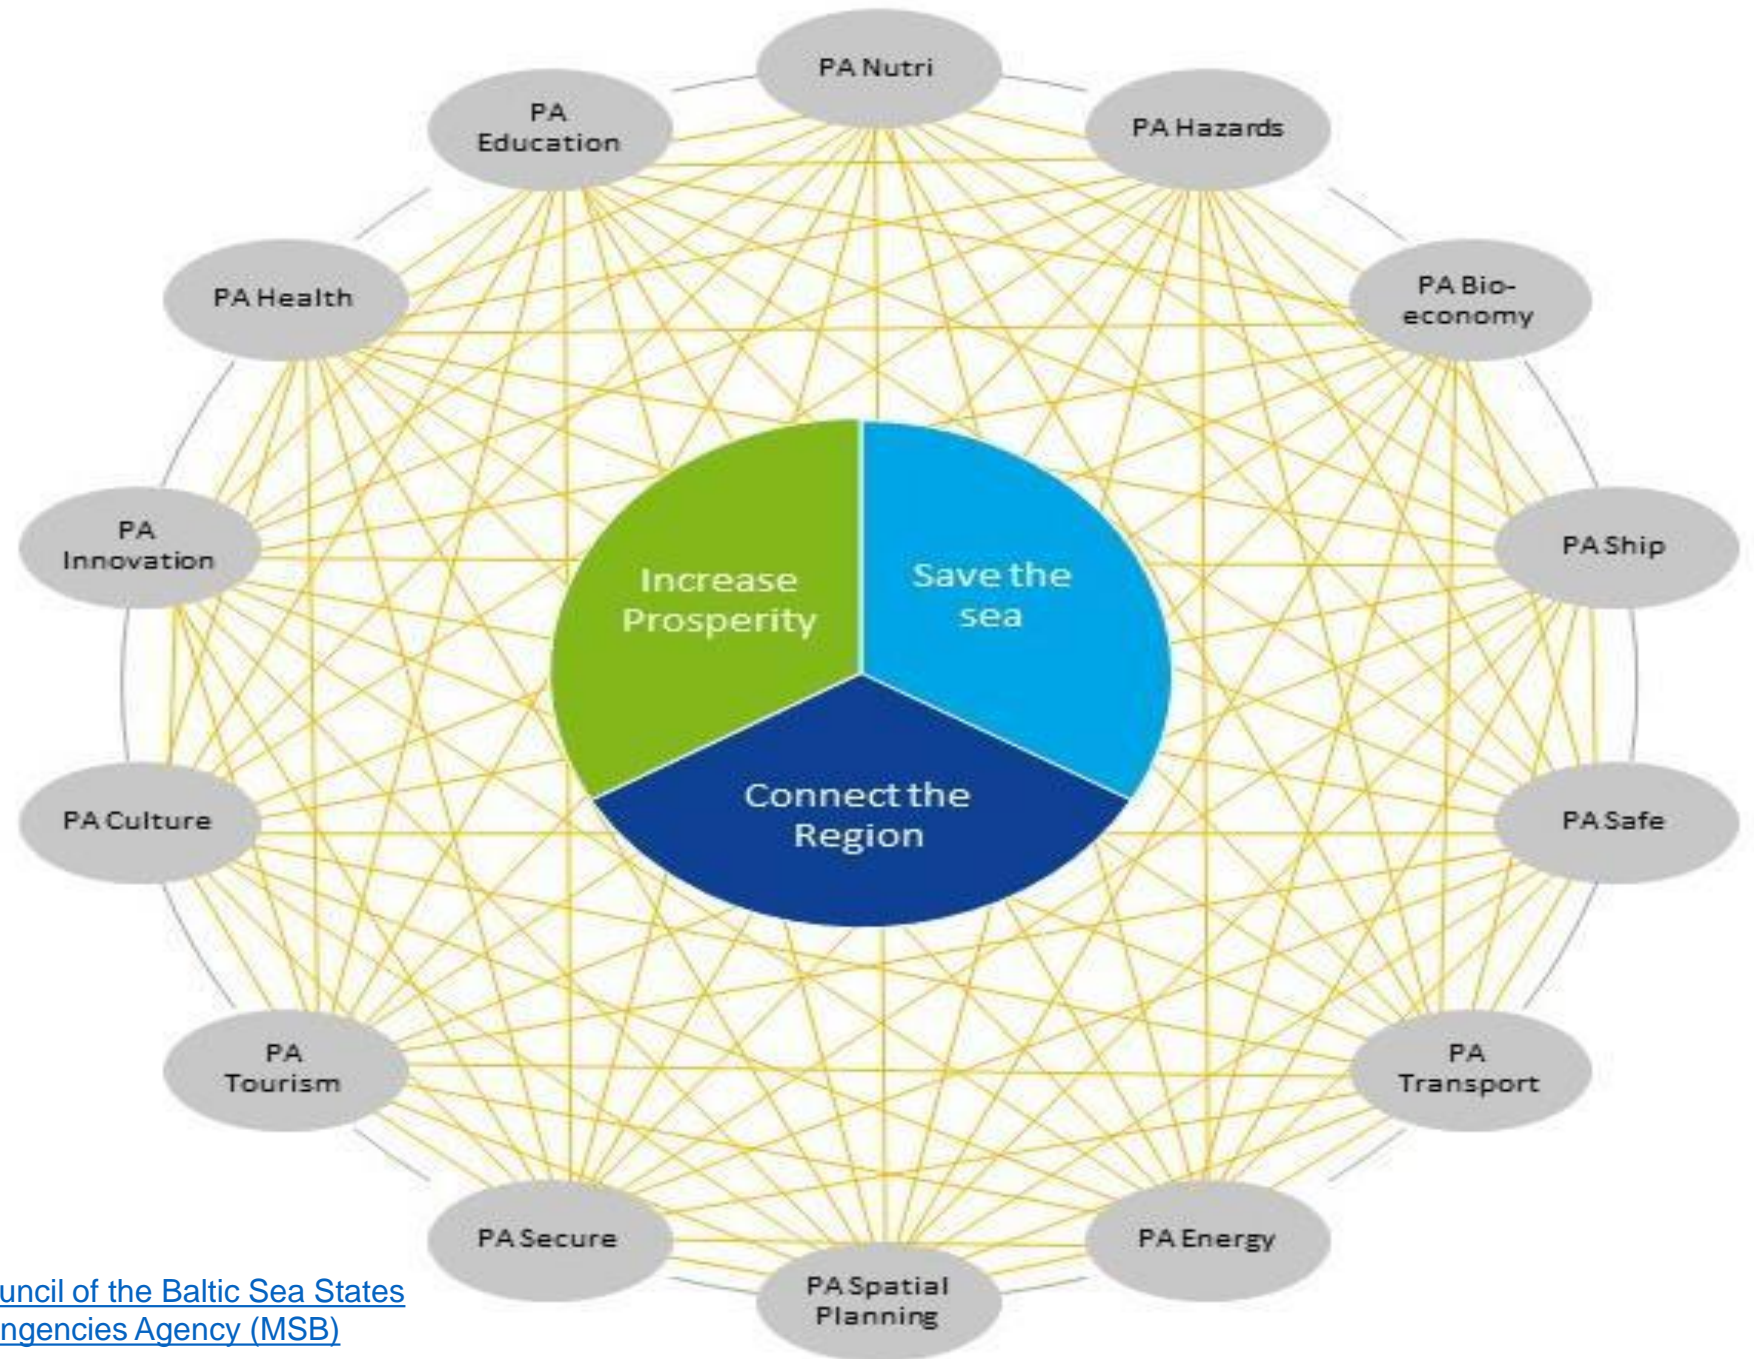 PA Nutri
PA
Education
PA Hazards
PA Health
PA Bio-
economy
PA
Innovation
PA Ship
Increase
Prosperity
Save the
sea
Connect the
Region
PA Culture
PA Safe
PA
Tourism
PA
Transport
PA Secure
PA Energy
PA Spatial
Planning
of the Baltic Sea States
Agency (MSB)